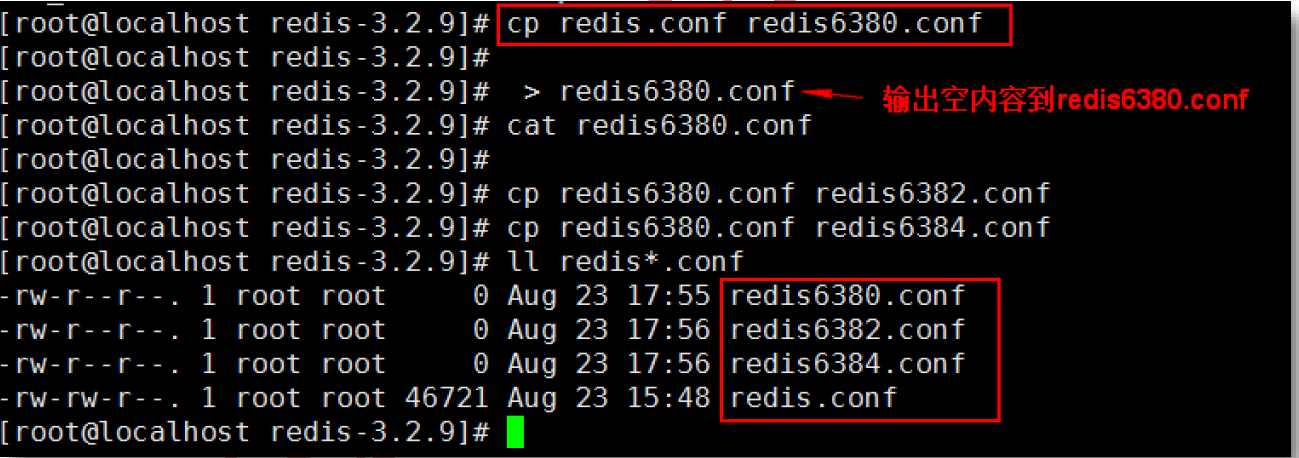 [root@localhost redis-3.2.9]# cp redis.conf redis6380.conf
[root@localhost redis-3.2.9]#
[root@localhost redis-3.2.9]#  > redis6380.conf 输出空内容到redis6380.conf
[root@localhost redis-3.2.9]# cat redis6380.conf
[root@localhost redis-3.2.9]#
[root@localhost redis-3.2.9]# cp redis6380.conf redis6382.conf
[root@localhost redis-3.2.9]# cp redis6380.conf redis6384.conf
[root@localhost redis-3.2.9]# ll redis*.conf
-rw-r--r--. 1 root root     0 Aug 23 17:55 redis6380.conf
-rw-r--r--. 1 root root     0 Aug 23 17:56 redis6382.conf
-rw-r--r--. 1 root root     0 Aug 23 17:56 redis6384.conf
-rw-rw-r--. 1 root root 46721 Aug 23 15:48 redis.conf
[root@localhost redis-3.2.9]#